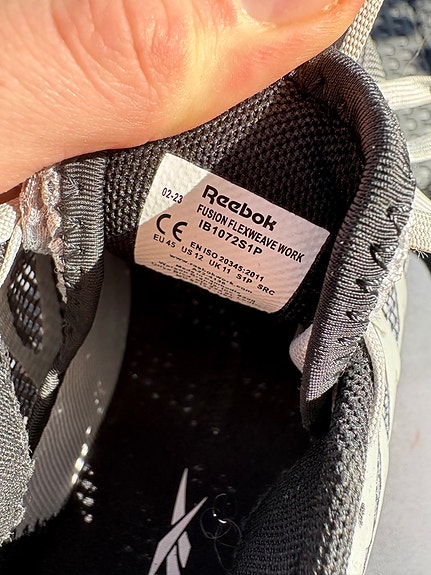 02-23
Reebok
FUSION FLEXWEAVE WORK
IB1072S1P
CE
EN ISO 20345:2011
EU 45 US 12 UK 11 S1P SRC